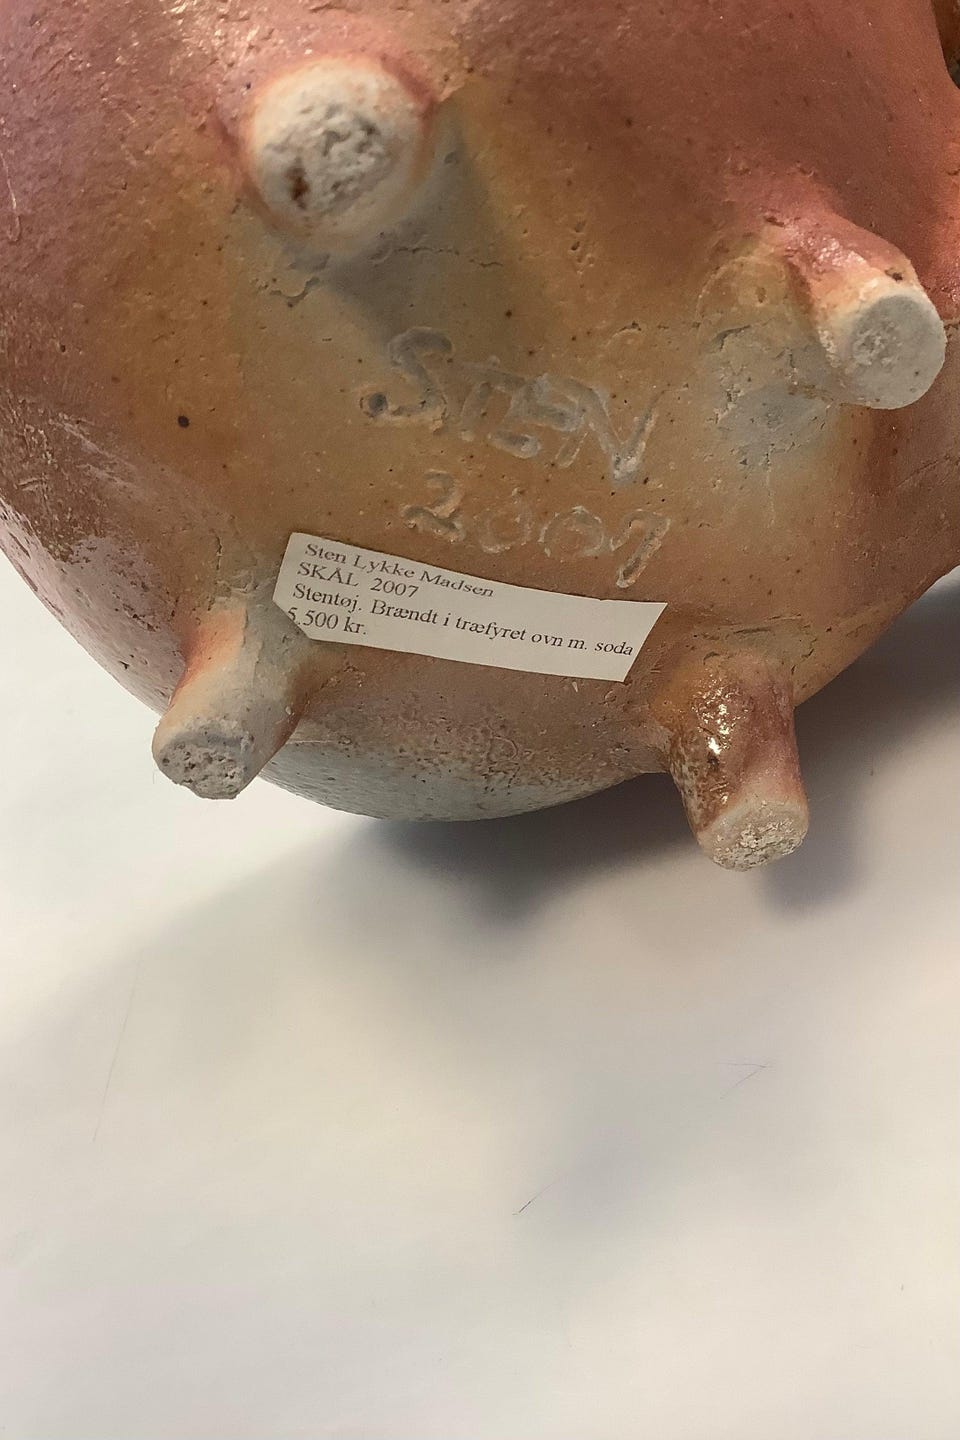 STEN
2007
Sten Lykke Madsen
SKÅL 2007
Stentøj. Brændt i træfyret ovn m. soda
5.500 kr.